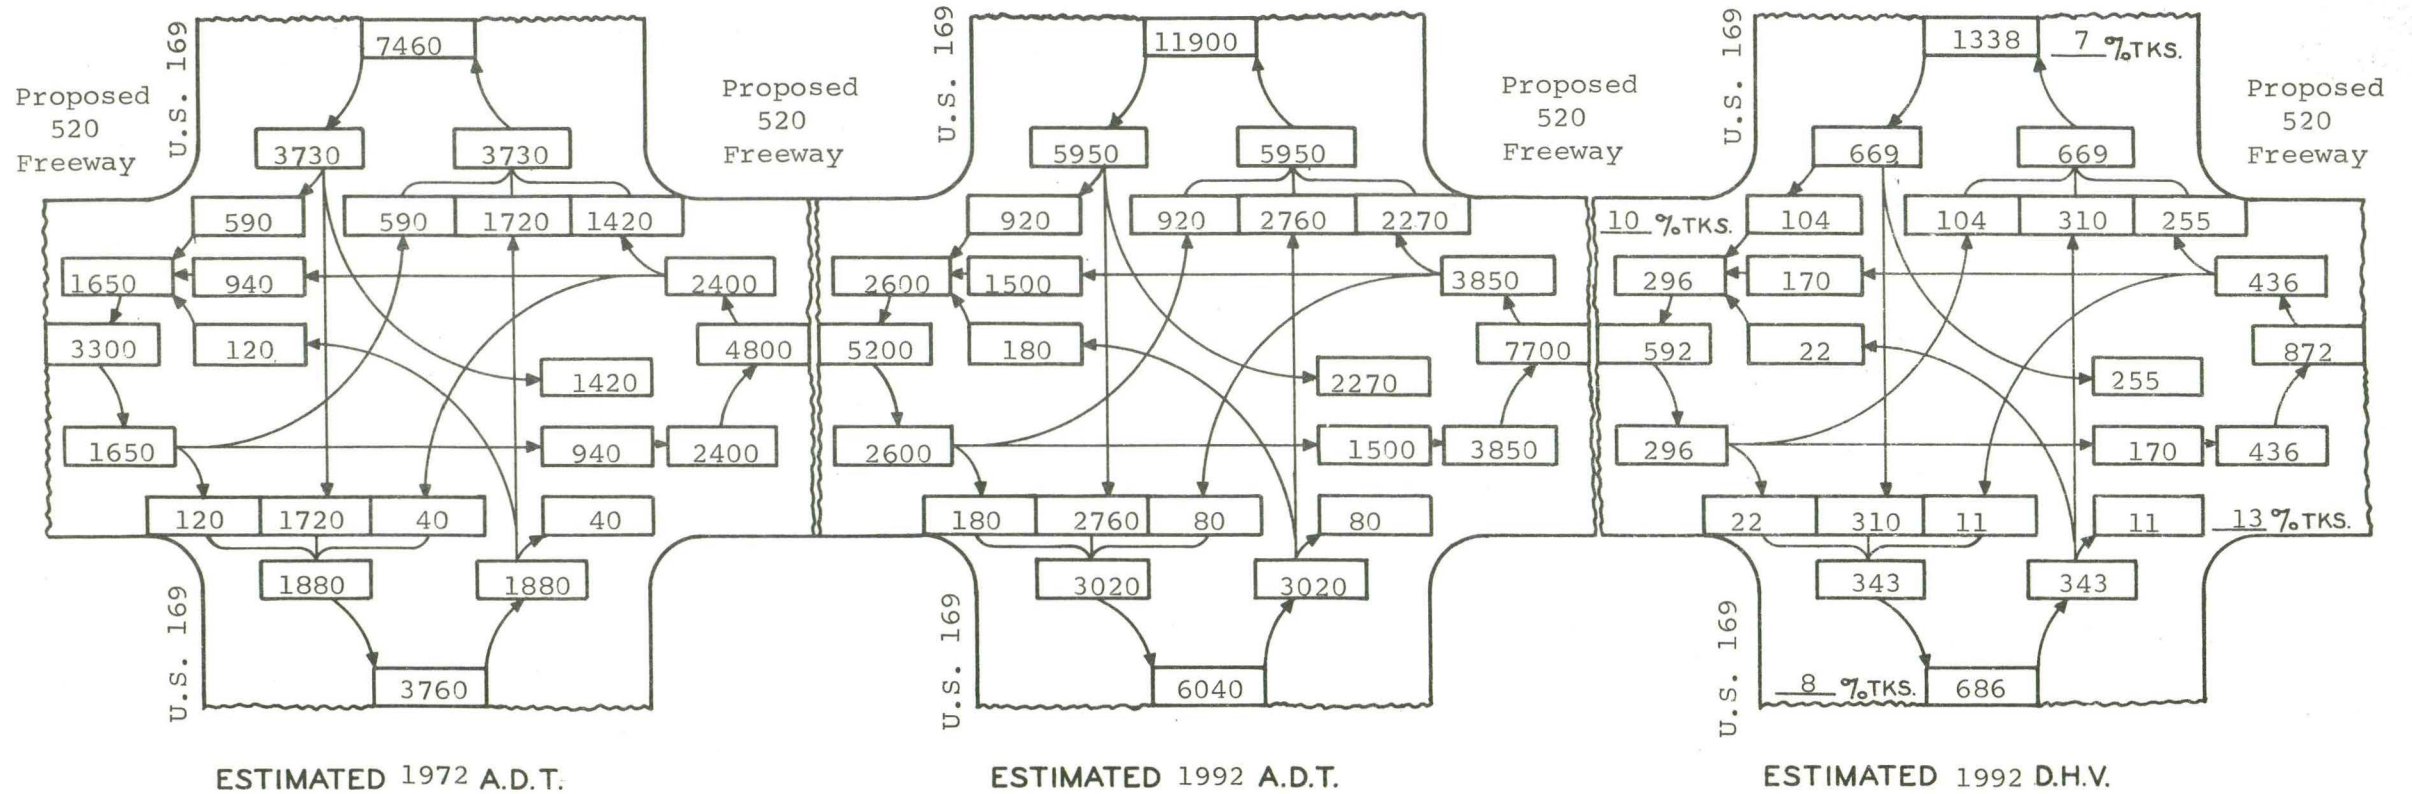 U.S. 169
7460
Proposed
520
Freeway
3730 3730
590 590 1720 1420
1650 940 2400
3300 120 4800
1420
1650 940 2400
120 1720 40 40
1880 1880
U.S. 169
3760
ESTIMATED 1972 A.D.T.
Proposed
520
Freeway
U.S. 169
11900
5950 5950
920 920 2760 2270
2600 1500 3850
5200 180 7700
2270
2600 1500 3850
180 2760 80 80
3020 3020
U.S. 169
6040
ESTIMATED 1992 A.D.T.
Proposed
520
Freeway
U.S. 169
1338 7 %TKS.
Proposed
520
Freeway
669 669
10 %TKS. 104 104 310 255
296 170 436
592 22 872
255
296 170 436
22 310 11 11 13 %TKS.
343 343
U.S. 169
8 %TKS. 686
ESTIMATED 1992 D.H.V.